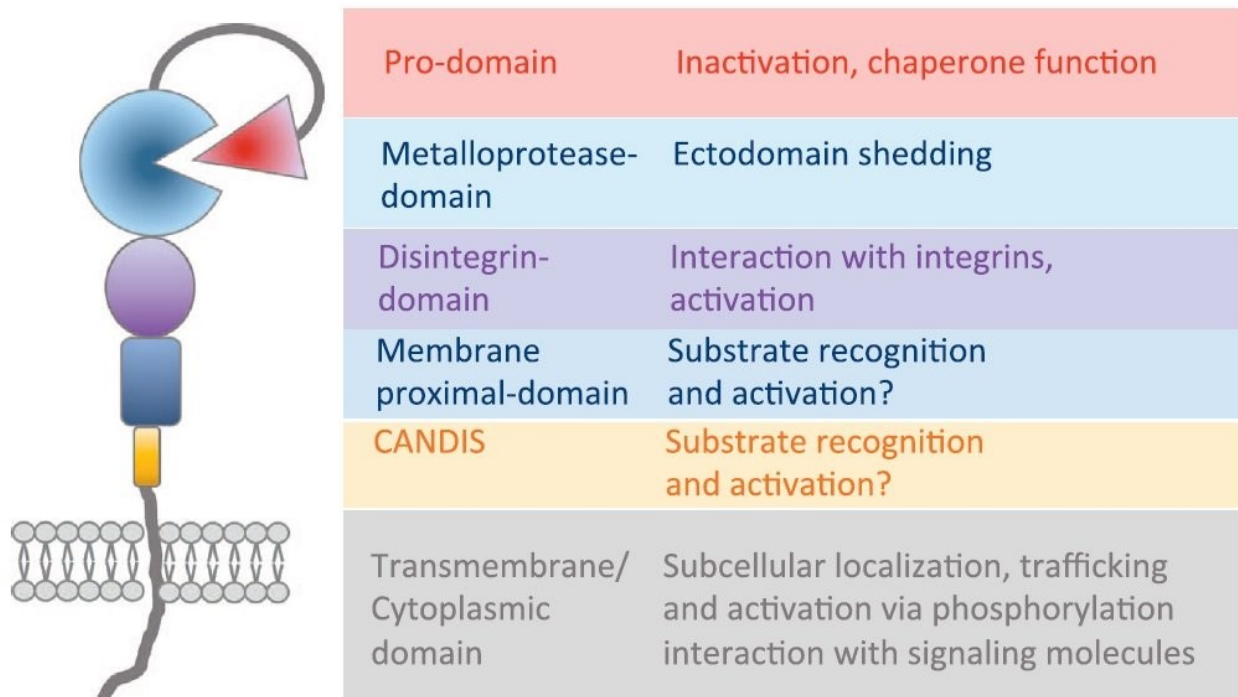 Pro-domain Inactivation, chaperone function
Metalloprotease- Ectodomain shedding
domain
Disintegrin- Interaction with integrins,
domain activation
Membrane Substrate recognition
proximal-domain and activation?
CANDIS Substrate recognition
and activation?
Transmembrane/ Subcellular localization, trafficking
Cytoplasmic and activation via phosphorylation
domain interaction with signaling molecules